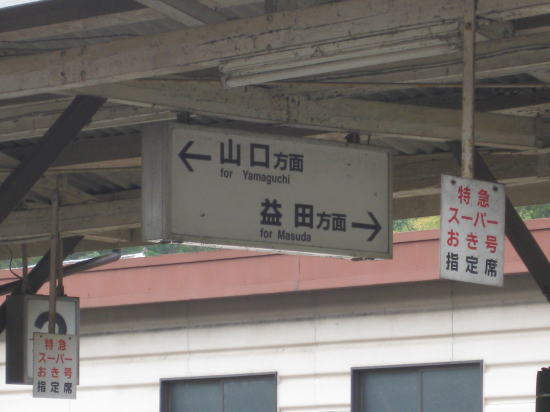 ← 山口方面
for Yamaguchi
益田方面 →
for Masuda
特急
スーパー
おき号
指定席
特急
スーパー
おき号
指定席